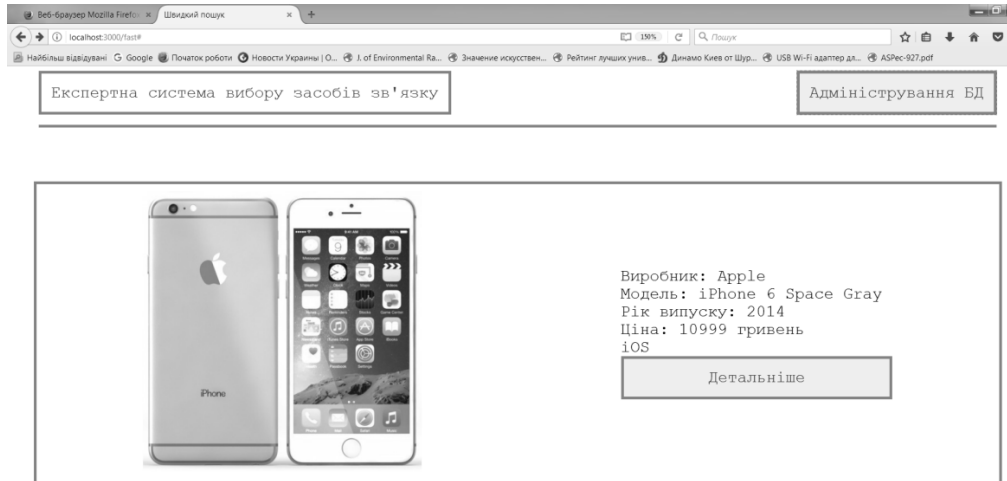 Веб-браузер Mozilla Firefo
Швидкий пошук
localhost:3000/fast#
150%
Пошук
Найбільш відвідувані
G Google
Початок роботи
Новости Украины | О...
J. of Environmental Ra...
Значение искусствен...
Рейтинг лучших унив...
Динамо Киев от Шур...
USB Wi-Fi адаптер дл...
ASPec-927.pdf
Експертна система вибору засобів зв'язку
Адміністрування БД
iPhone
Виробник: Apple
Модель: iPhone 6 Space Gray
Рік випуску: 2014
Ціна: 10999 гривень
iOS
Детальніше